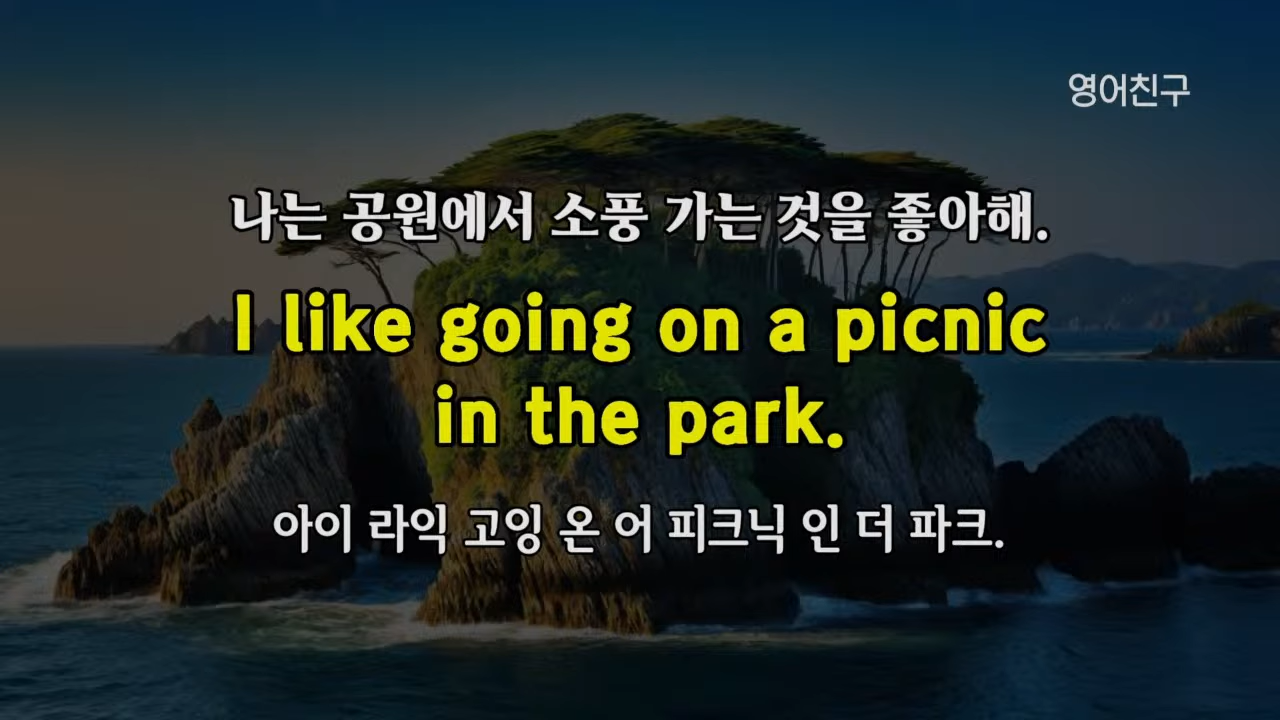 영어친구
나는 공원에서 소풍 가는 것을 좋아해.
I like going on a picnic
in the park.
아이 라익 고잉 온 어 피크닉 인 더 파크.